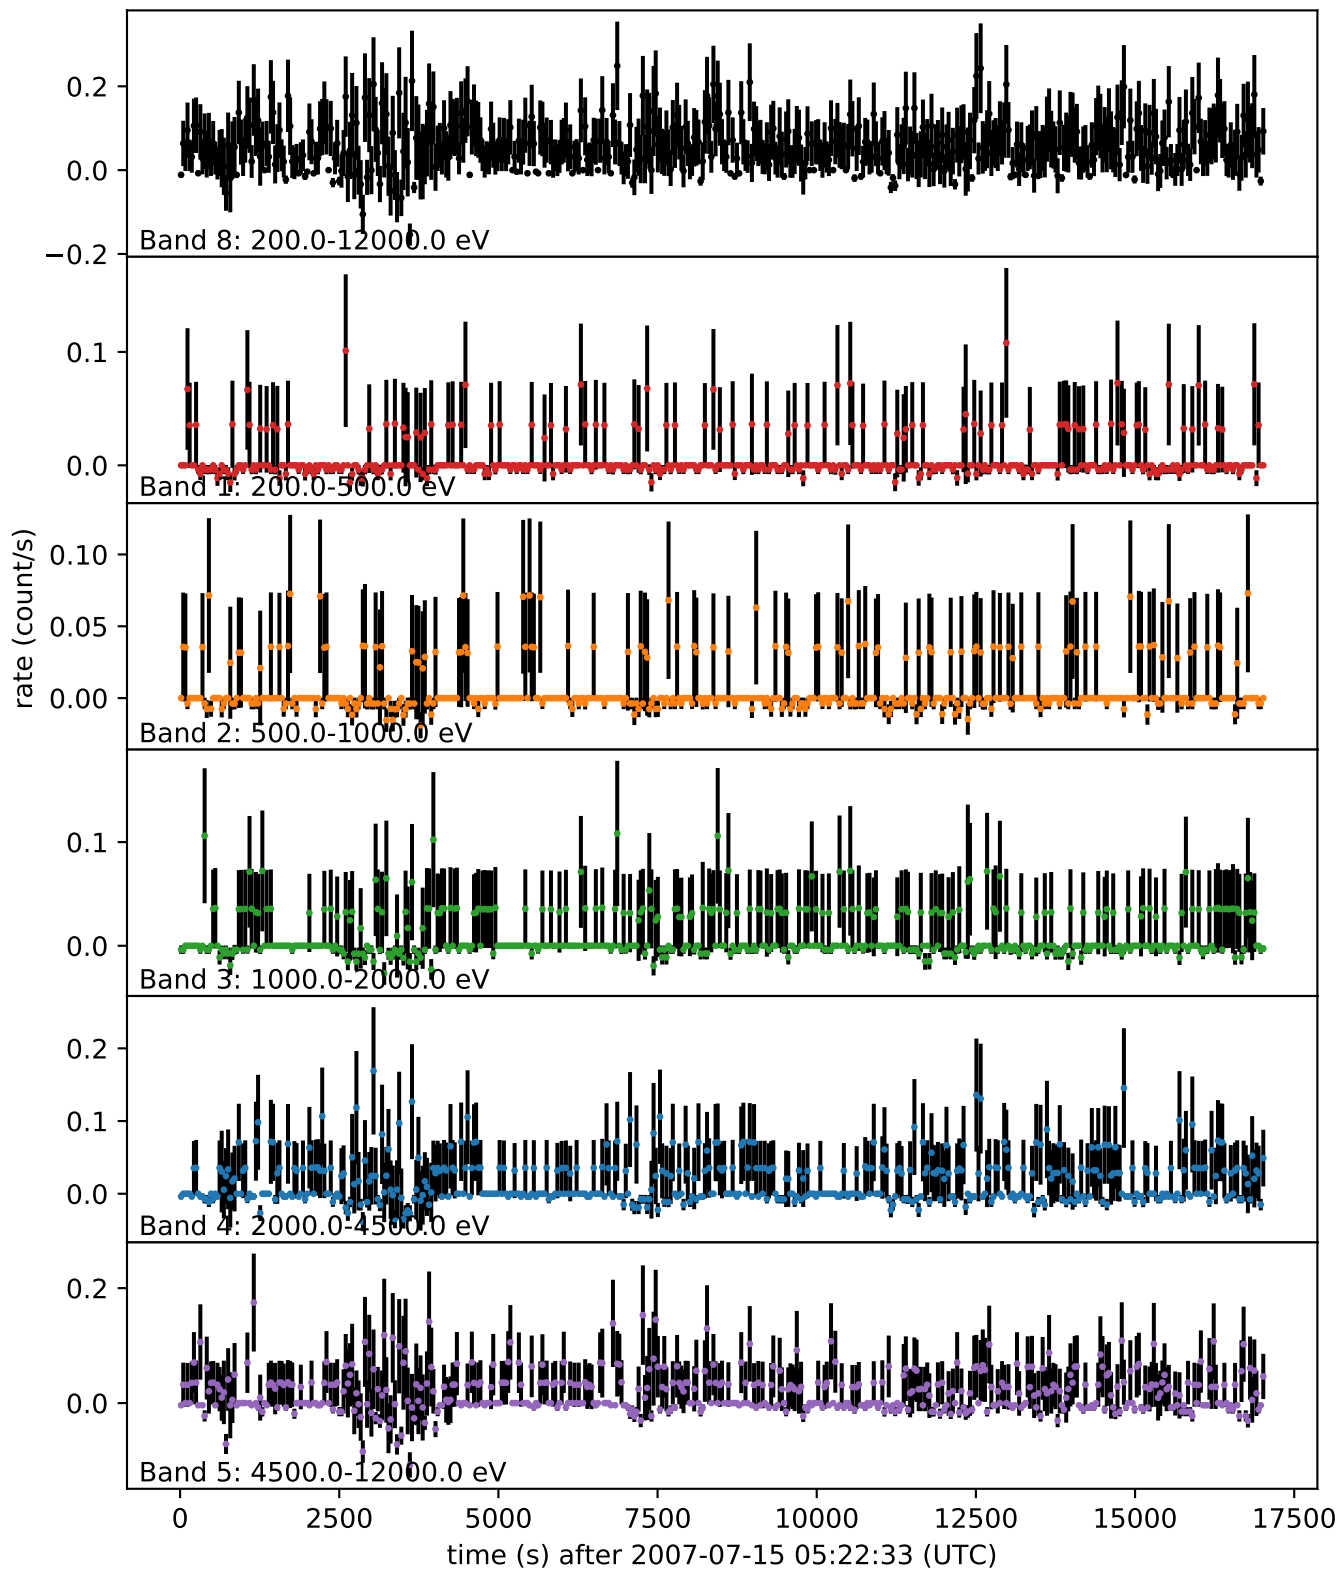 0.2
0.0
−0.2
Band 8: 200.0-12000.0 eV
0.1
0.0
Band 1: 200.0-500.0 eV
rate (count/s)
0.10
0.05
0.00
Band 2: 500.0-1000.0 eV
0.1
0.0
Band 3: 1000.0-2000.0 eV
0.2
0.1
0.0
Band 4: 2000.0-4500.0 eV
0.2
0.0
Band 5: 4500.0-12000.0 eV
0 2500 5000 7500 10000 12500 15000 17500
time (s) after 2007-07-15 05:22:33 (UTC)